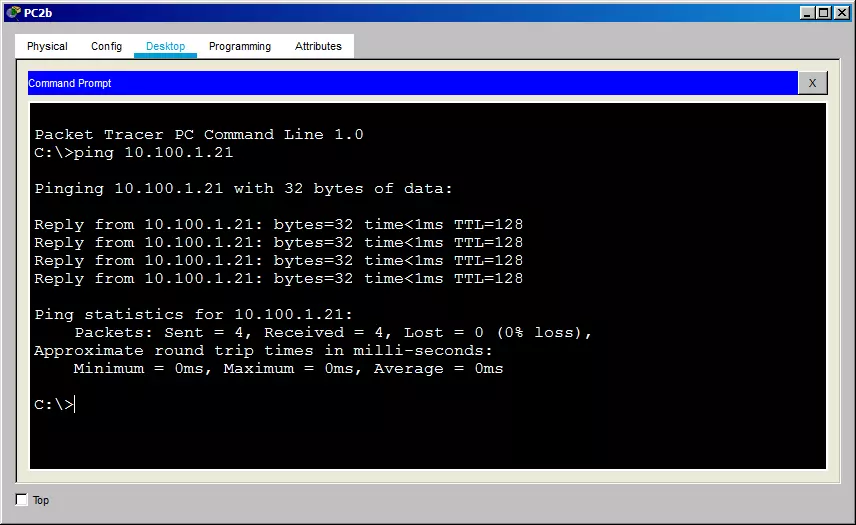 PC2b
Physical Config Desktop Programming Attributes
Command Prompt X
Packet Tracer PC Command Line 1.0
C:\>ping 10.100.1.21
Pinging 10.100.1.21 with 32 bytes of data:
Reply from 10.100.1.21: bytes=32 time<1ms TTL=128
Reply from 10.100.1.21: bytes=32 time<1ms TTL=128
Reply from 10.100.1.21: bytes=32 time<1ms TTL=128
Reply from 10.100.1.21: bytes=32 time<1ms TTL=128
Ping statistics for 10.100.1.21:
Packets: Sent = 4, Received = 4, Lost = 0 (0% loss),
Approximate round trip times in milli-seconds:
Minimum = 0ms, Maximum = 0ms, Average = 0ms
C:\>
Top